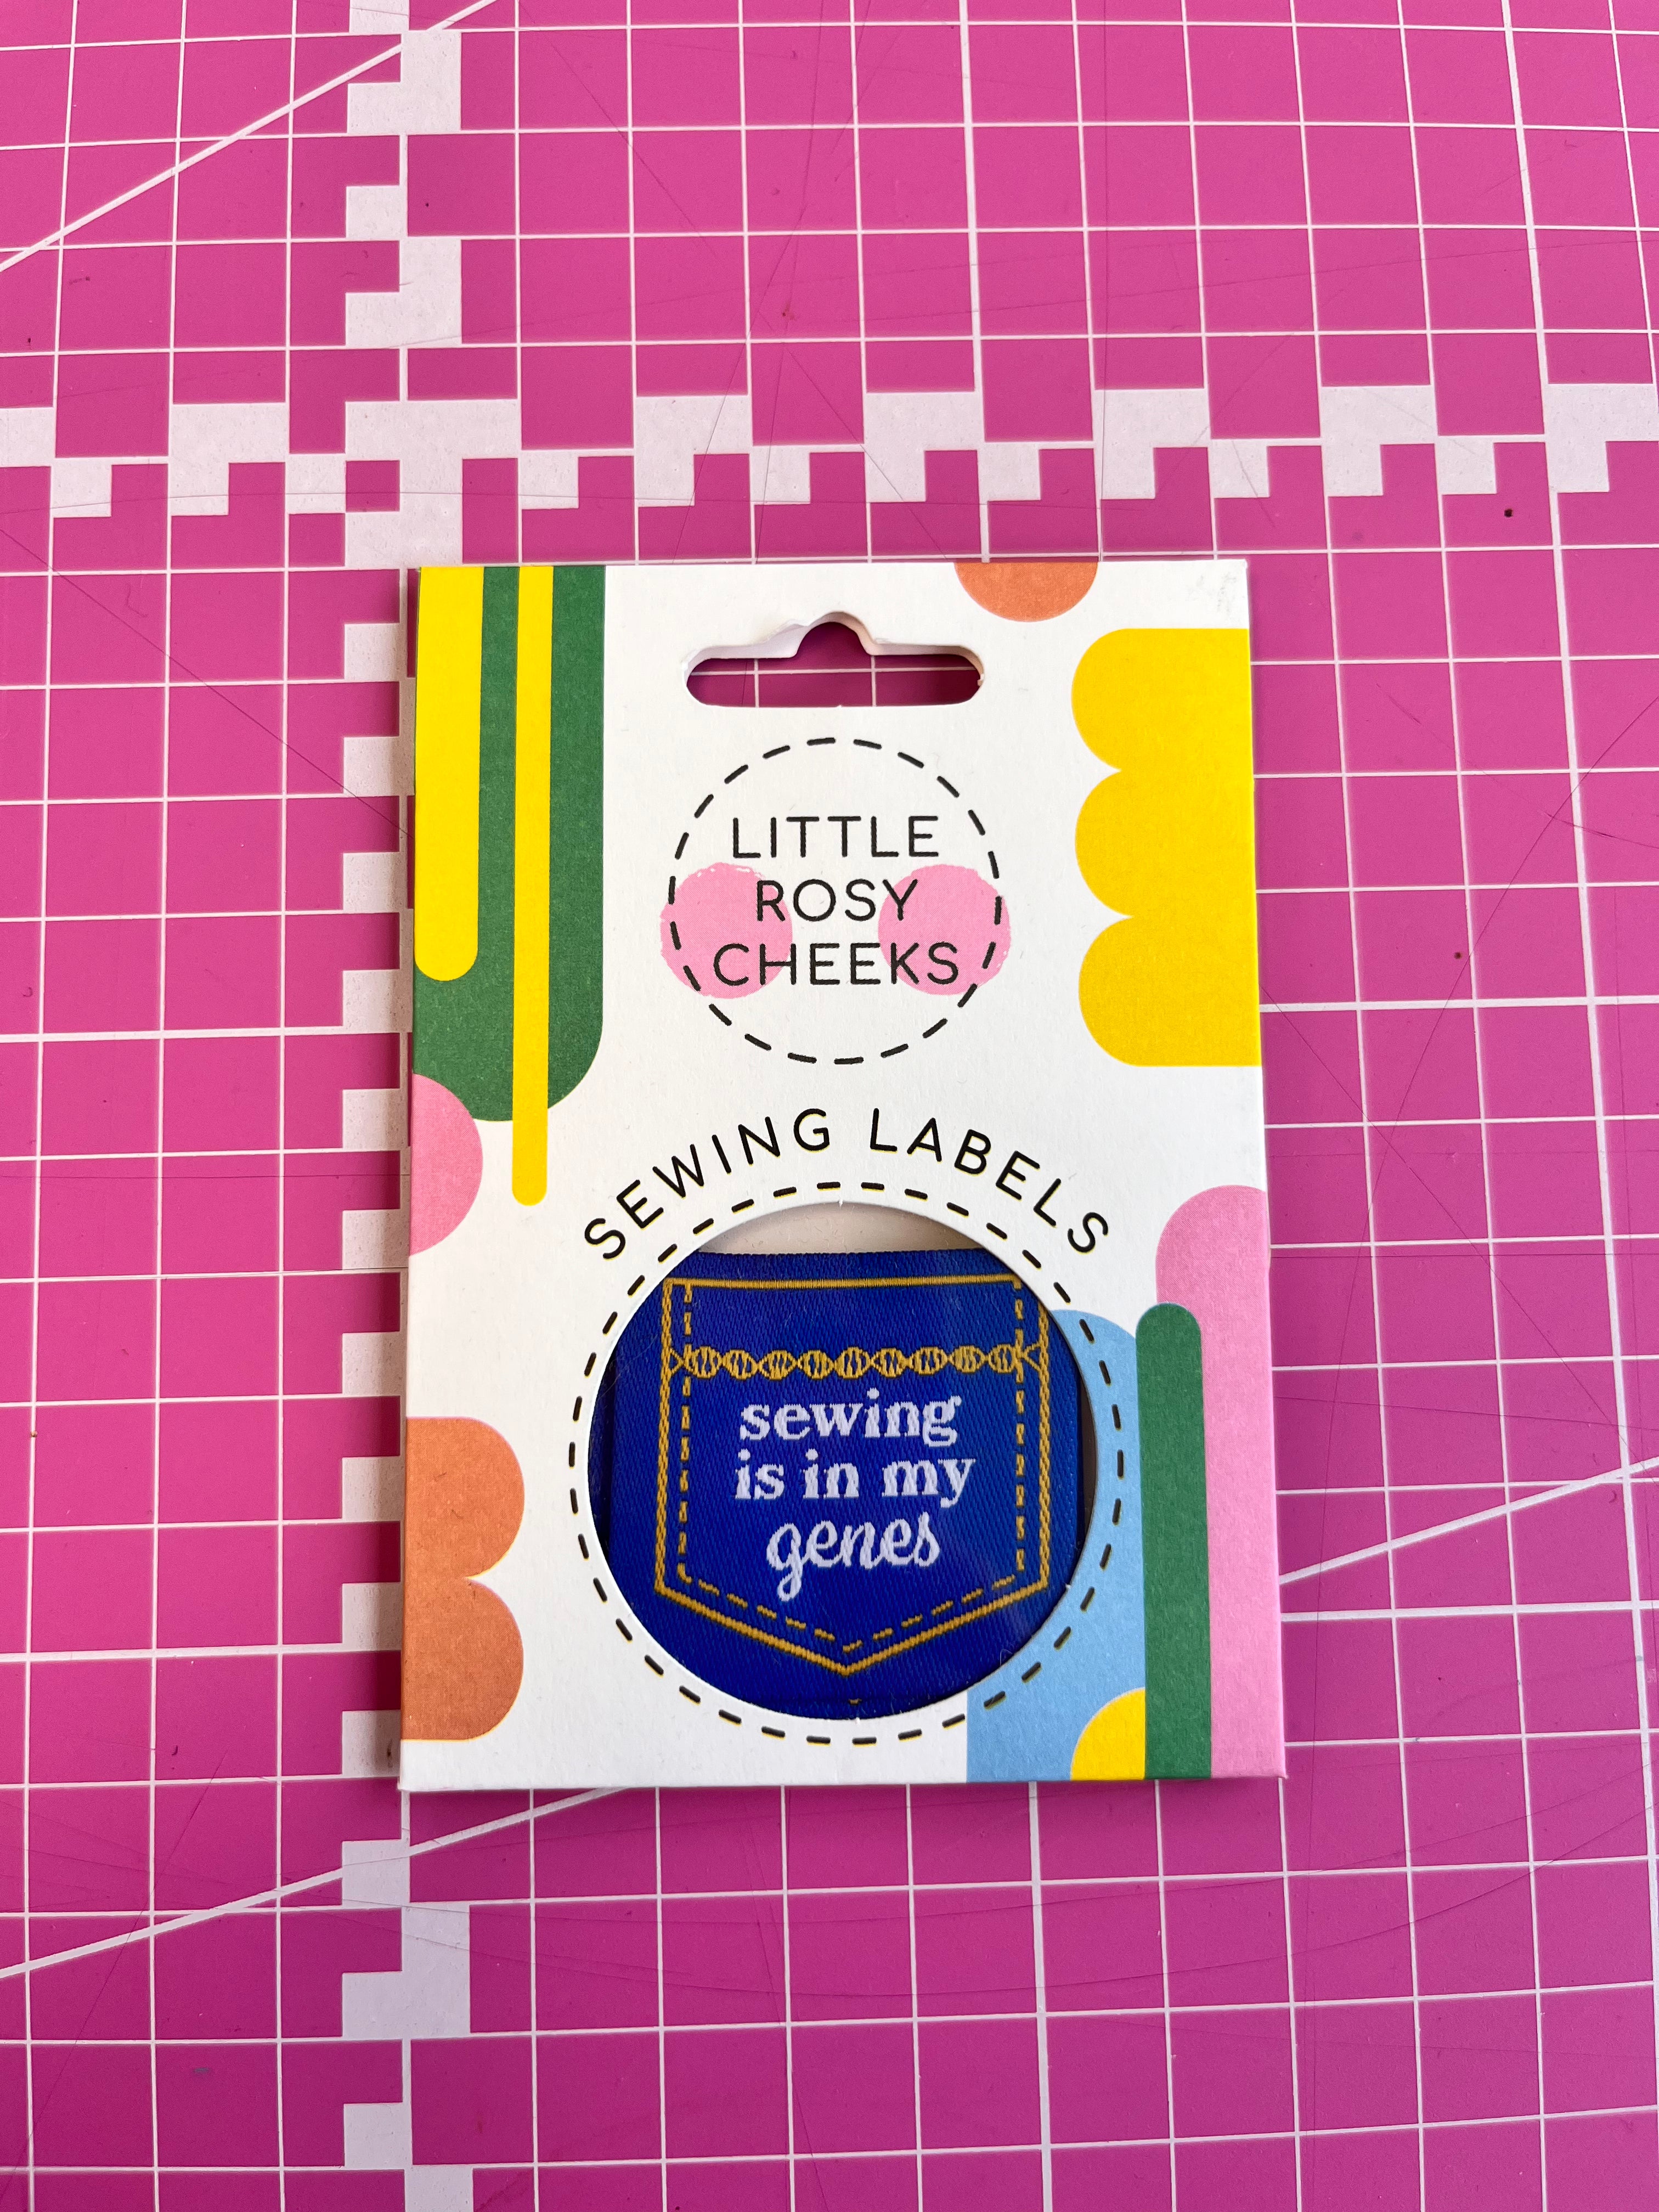 LITTLE
ROSY
CHEEKS
SEWING LABELS
sewing
is in my
genes